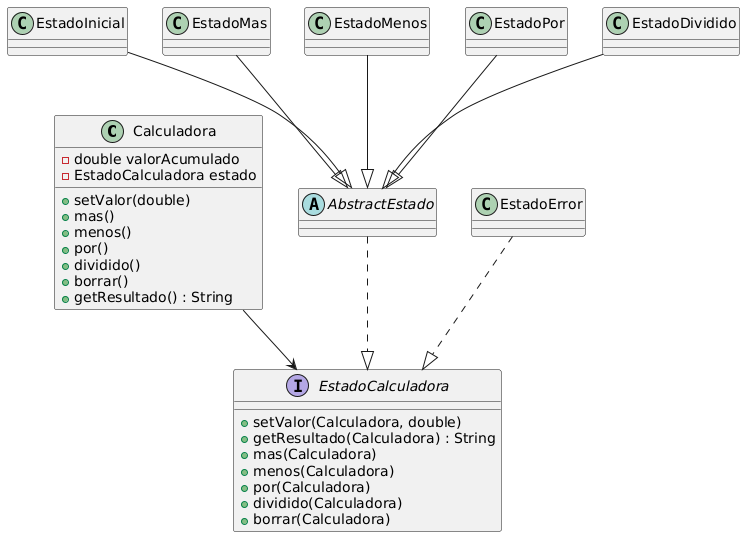 C EstadoInicial
C EstadoMas
C EstadoMenos
C EstadoPor
C EstadoDividido
C Calculadora
double valorAcumulado
EstadoCalculadora estado
setValor(double)
mas()
menos()
por()
dividido()
borrar()
getResultado() : String
A AbstractEstado
C EstadoError
I EstadoCalculadora
setValor(Calculadora, double)
getResultado(Calculadora) : String
mas(Calculadora)
menos(Calculadora)
por(Calculadora)
dividido(Calculadora)
borrar(Calculadora)